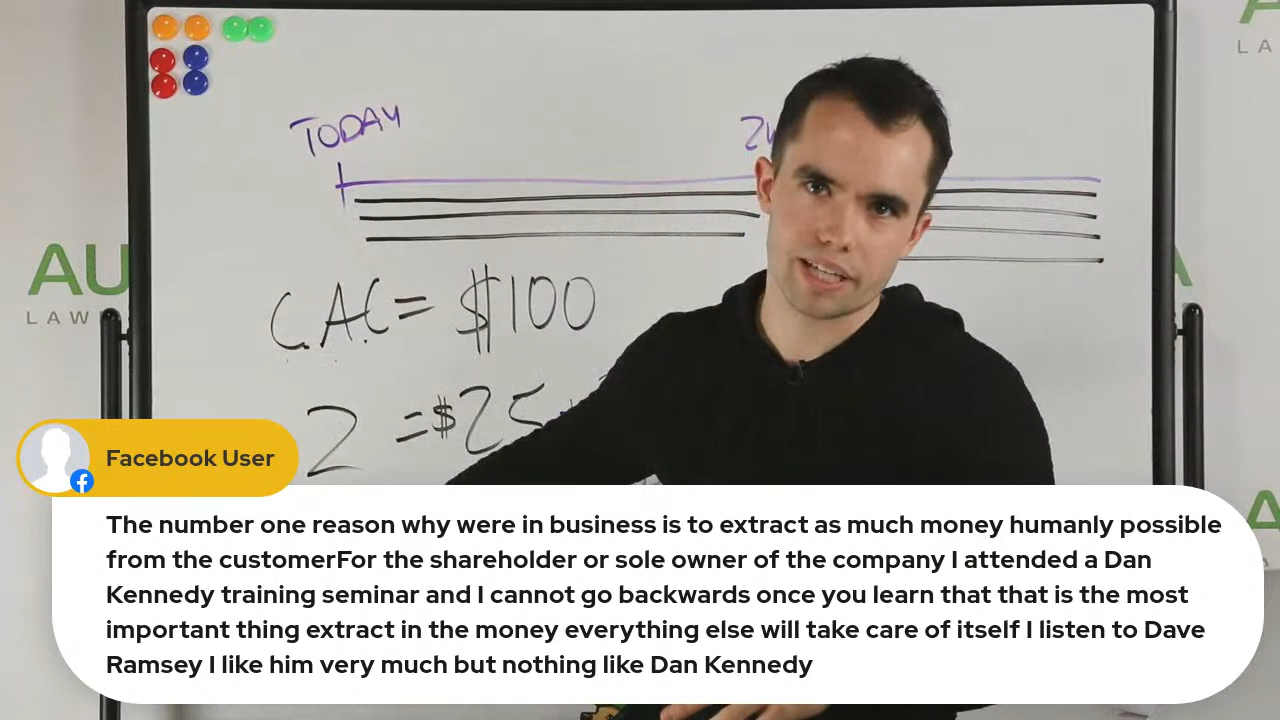 TODAY
AU
LAW
A
LA
C.A.C = $100
2 = $25
Facebook User
The number one reason why were in business is to extract as much money humanly possible
from the customerFor the shareholder or sole owner of the company I attended a Dan
Kennedy training seminar and I cannot go backwards once you learn that that is the most
important thing extract in the money everything else will take care of itself I listen to Dave
Ramsey I like him very much but nothing like Dan Kennedy